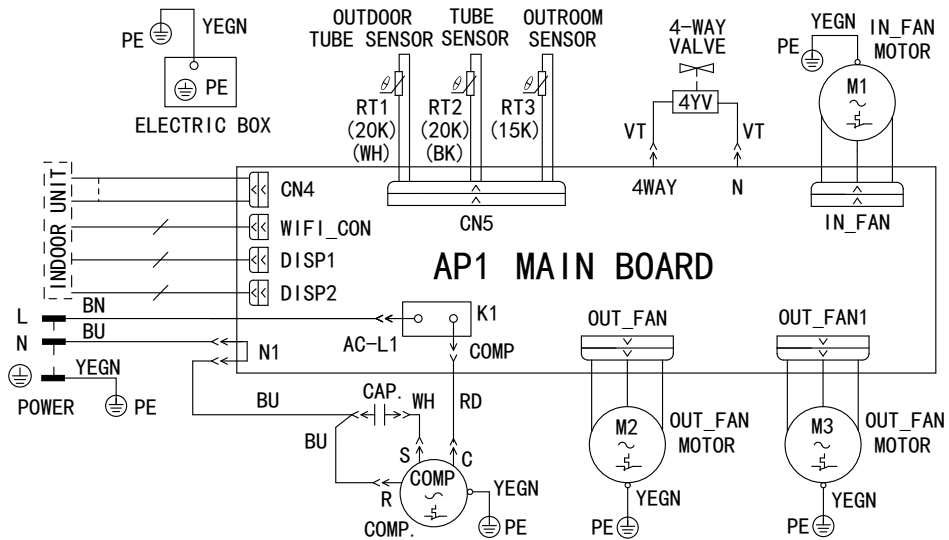 PE
YEGN
PE
ELECTRIC BOX
OUTDOOR
TUBE SENSOR
TUBE
SENSOR
OUTROOM
SENSOR
θ
RT1
(20K)
(WH)
θ
RT2
(20K)
(BK)
θ
RT3
(15K)
4-WAY
VALVE
4YV
VT
VT
YEGN
PE
IN_FAN
MOTOR
M1
INDOOR UNIT
CN4
WIFI_CON
DISP1
DISP2
CN5
4WAY
N
IN_FAN
AP1 MAIN BOARD
L
BN
N
BU
YEGN
POWER
PE
N1
AC-L1
K1
COMP
OUT_FAN
OUT_FAN1
BU
CAP.
WH
RD
BU
S
C
R
COMP
COMP.
YEGN
PE
M2
OUT_FAN
MOTOR
YEGN
PE
M3
OUT_FAN
MOTOR
YEGN
PE